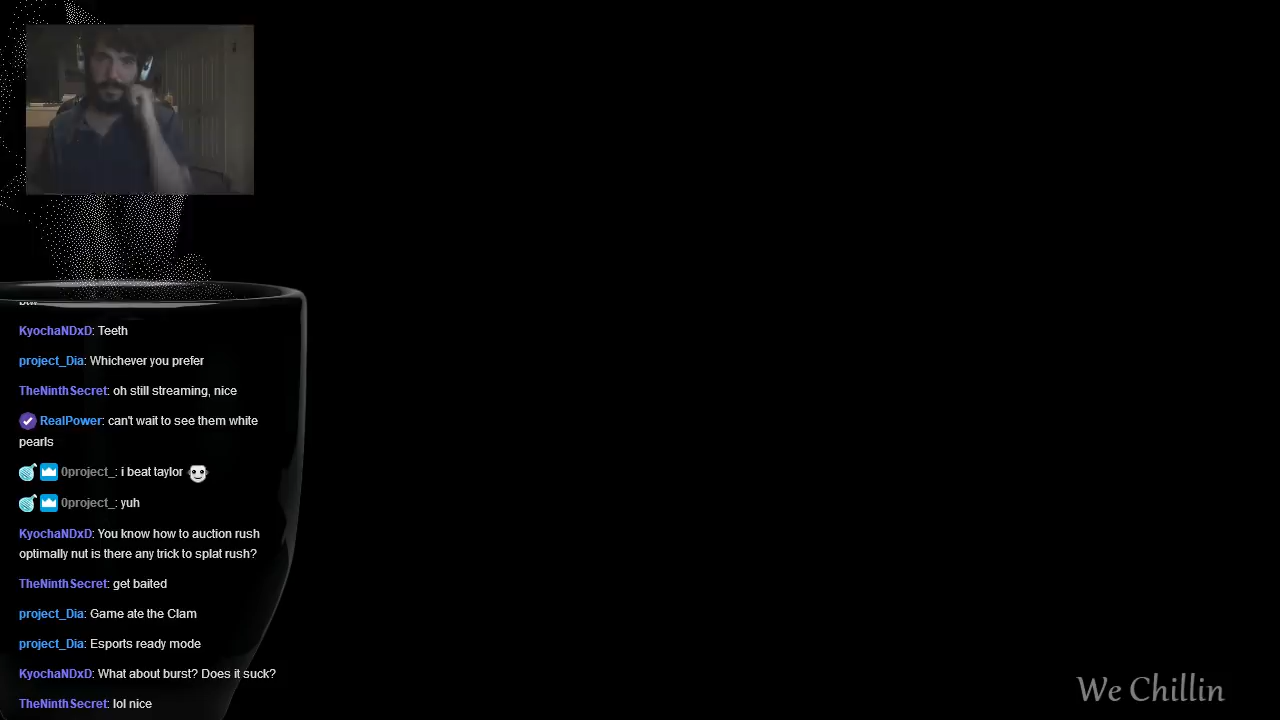 KyochaNDxD: Teeth
project_Dia: Whichever you prefer
TheNinthSecret: oh still streaming, nice
RealPower: can't wait to see them white
pearls
0project_: i beat taylor
0project_: yuh
KyochaNDxD: You know how to auction rush
optimally nut is there any trick to splat rush?
TheNinthSecret: get baited
project_Dia: Game ate the Clam
project_Dia: Esports ready mode
KyochaNDxD: What about burst? Does it suck?
TheNinthSecret: lol nice
We Chillin